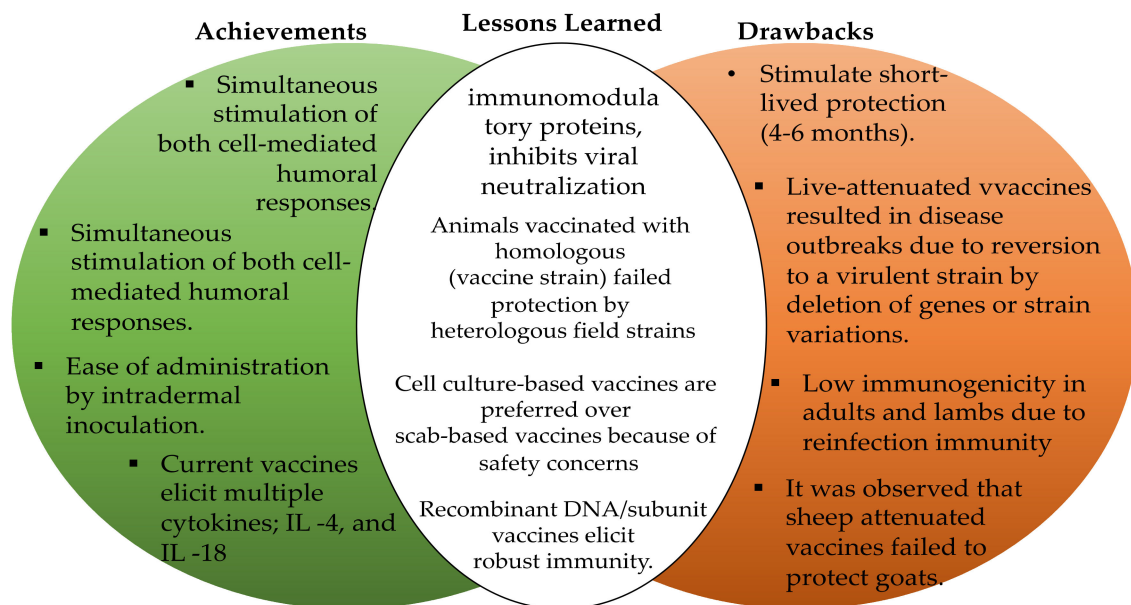 Achievements
Lessons Learned
Drawbacks
▪ Simultaneous
stimulation of
both cell-mediated
humoral
responses.
▪ Simultaneous
stimulation of both cell-
mediated humoral
responses.
▪ Ease of administration
by intradermal
inoculation.
▪ Current vaccines
elicit multiple
cytokines; IL -4, and
IL -18
immunomodula
tory proteins,
inhibits viral
neutralization
Animals vaccinated with
homologous
(vaccine strain) failed
protection by
heterologous field strains
Cell culture-based vaccines are
preferred over
scab-based vaccines because of
safety concerns
Recombinant DNA/subunit
vaccines elicit
robust immunity.
• Stimulate short-
lived protection
(4-6 months).
▪ Live-attenuated vvaccines
resulted in disease
outbreaks due to reversion
to a virulent strain by
deletion of genes or strain
variations.
▪ Low immunogenicity in
adults and lambs due to
reinfection immunity
▪ It was observed that
sheep attenuated
vaccines failed to
protect goats.